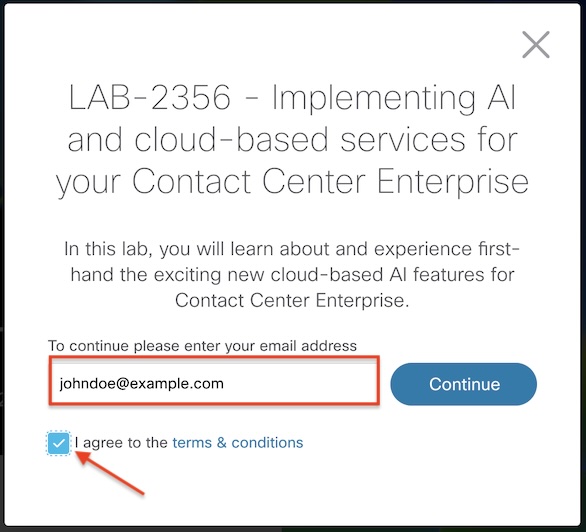 LAB-2356 - Implementing AI
and cloud-based services for
your Contact Center Enterprise
In this lab, you will learn about and experience first-
hand the exciting new cloud-based AI features for
Contact Center Enterprise.
To continue please enter your email address
johndoe@example.com
Continue
I agree to the terms & conditions